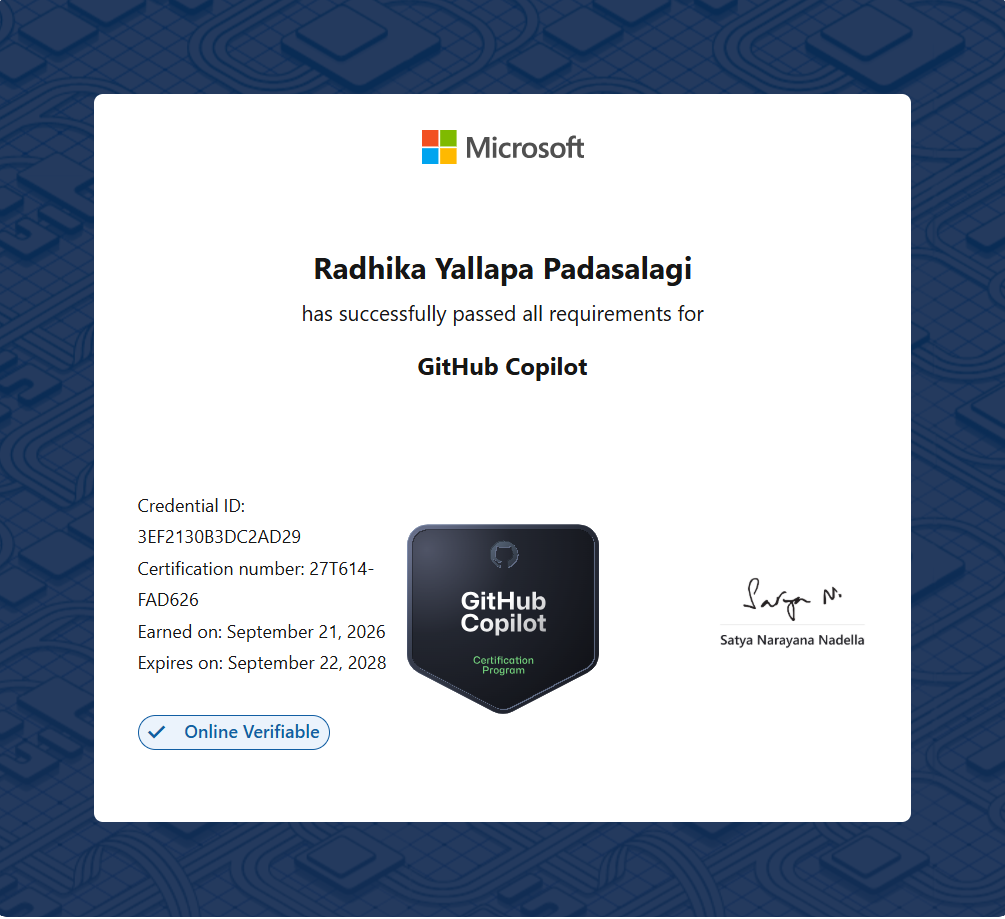 Microsoft
Radhika Yallapa Padasalagi
has successfully passed all requirements for
GitHub Copilot
Credential ID:
3EF2130B3DC2AD29
Certification number: 27T614-
FAD626
Earned on: September 21, 2026
Expires on: September 22, 2028
Online Verifiable
GitHub
Copilot
Certification
Program
Satya N.
Satya Narayana Nadella